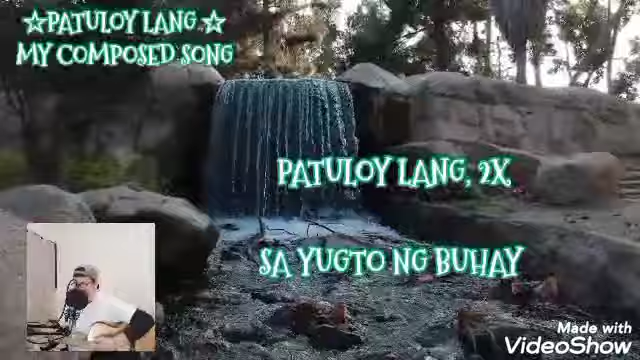 ☆PATULOY LANG☆
MY COMPOSED SONG
PATULOY LANG, 2X
SA YUGTO NG BUHAY
Made with
VideoShow